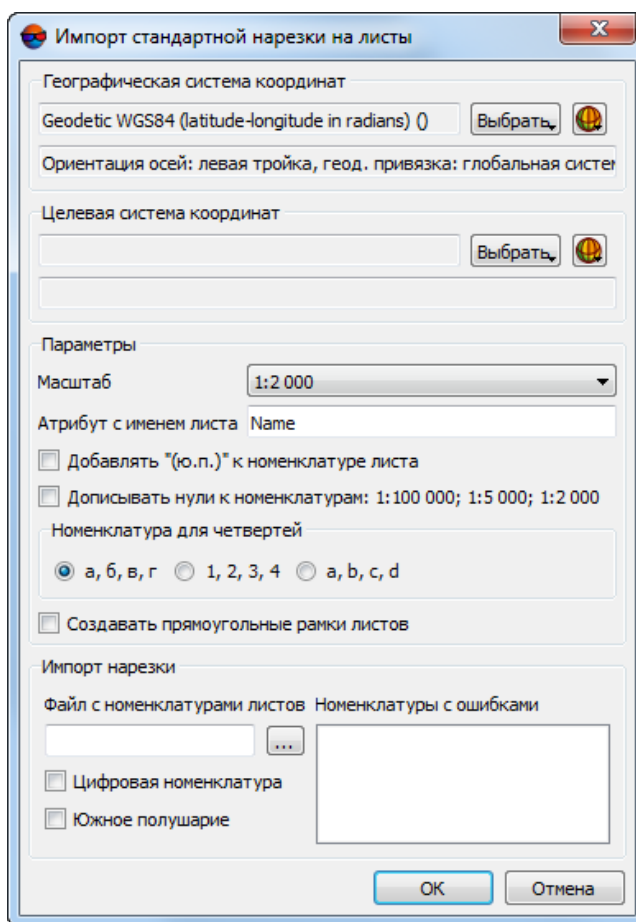 Импорт стандартной нарезки на листы
Географическая система координат
Geodetic WGS84 (latitude-longitude in radians) () Выбрать
Ориентация осей: левая тройка, геод. привязка: глобальная систе
Целевая система координат
Выбрать
Параметры
Масштаб 1:2 000
Атрибут с именем листа Name
Добавлять "(ю.п.)" к номенклатуре листа
Дописывать нули к номенклатурам: 1:100 000; 1:5 000; 1:2 000
Номенклатура для четвертей
а, б, в, г 1, 2, 3, 4 a, b, c, d
Создавать прямоугольные рамки листов
Импорт нарезки
Файл с номенклатурами листов Номенклатуры с ошибками
...
Цифровая номенклатура
Южное полушарие
OK Отмена